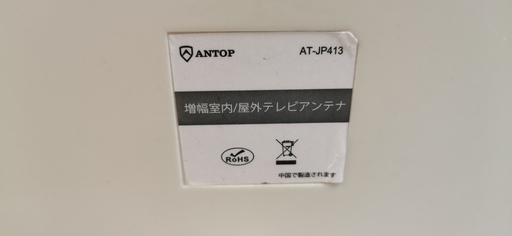 ANTOP AT-JP413
増幅室内/屋外テレビアンテナ
RoHS
中国で製造されます